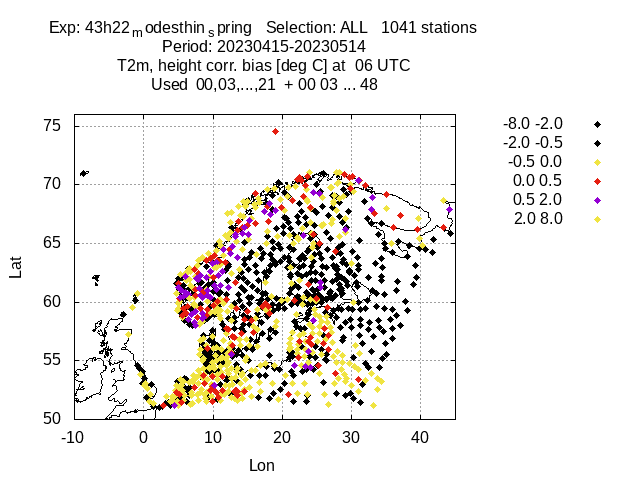 Exp: 43h22modesthinspring Selection: ALL 1041 stations
Period: 20230415-20230514
T2m, height corr. bias [deg C] at 06 UTC
Used 00,03,...,21 + 00 03 ... 48
-8.0 -2.0
-2.0 -0.5
-0.5 0.0
0.0 0.5
0.5 2.0
2.0 8.0
75
70
65
60
55
50
Lat
-10 0 10 20 30 40
Lon